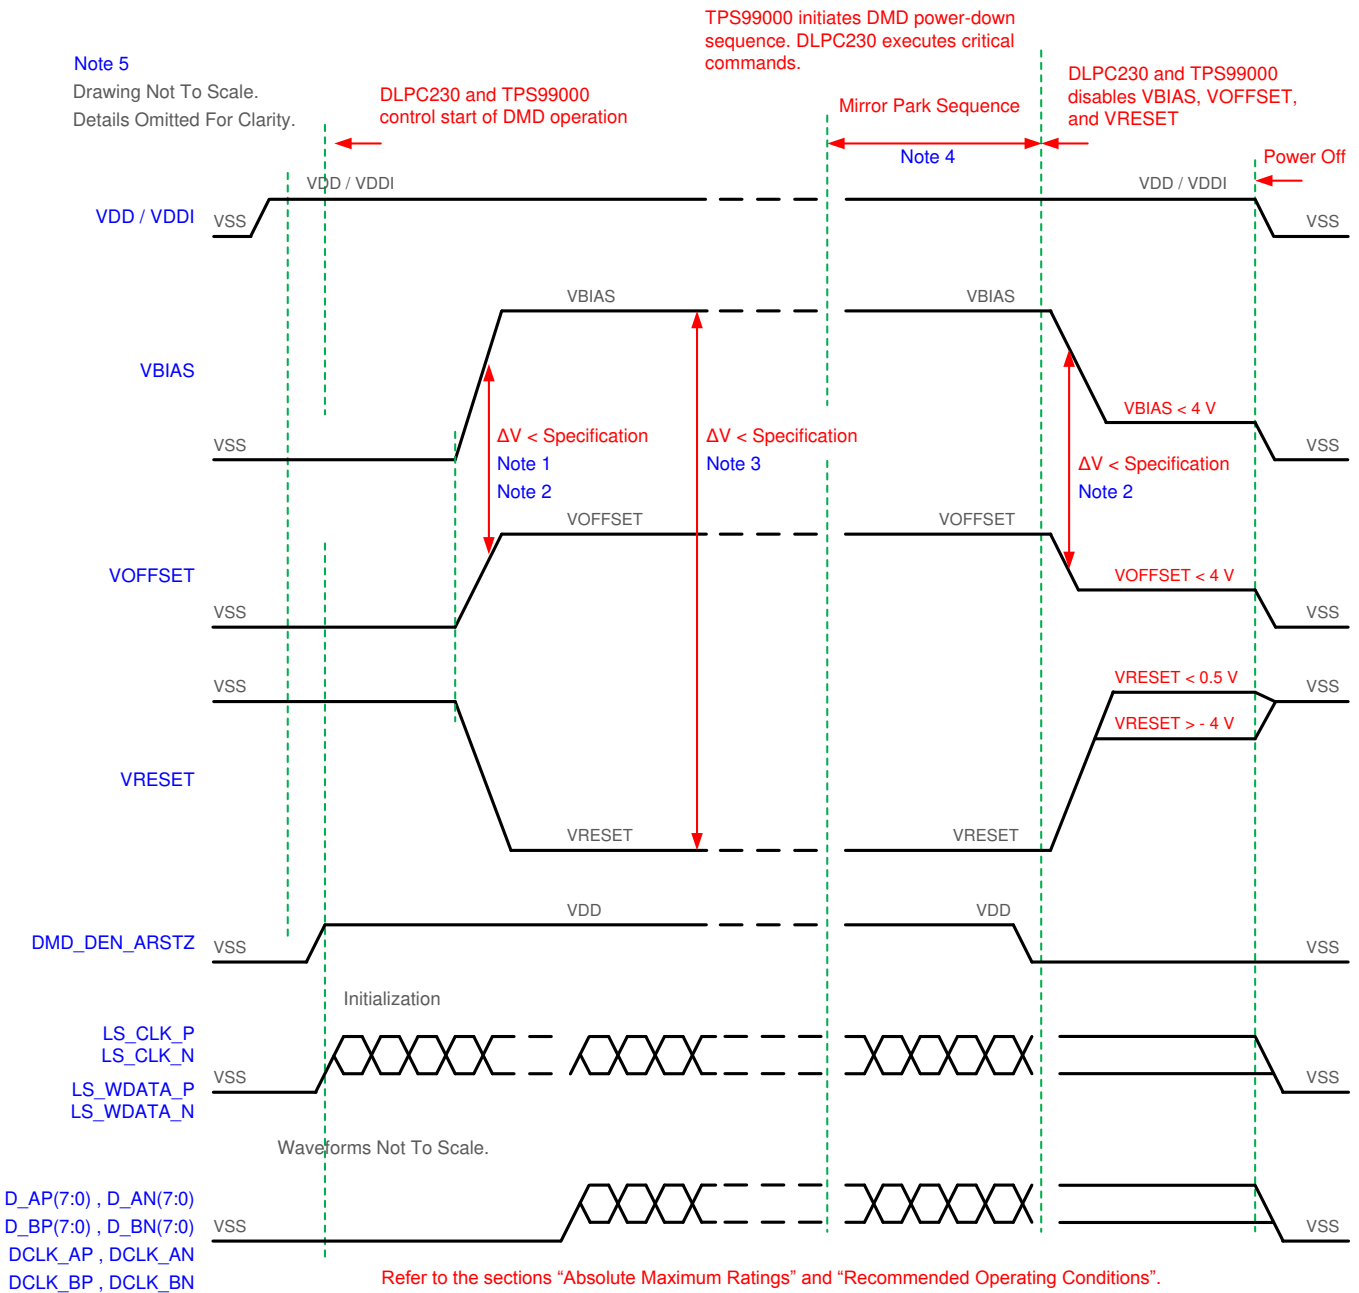 TPS99000 initiates DMD power-down
sequence. DLPC230 executes critical
commands.
Note 5
Drawing Not To Scale.
Details Omitted For Clarity.
DLPC230 and TPS99000
control start of DMD operation
Mirror Park Sequence
Note 4
DLPC230 and TPS99000
disables VBIAS, VOFFSET,
and VRESET
Power Off
VDD / VDDI
VSS
VDD / VDDI
VDD / VDDI
VSS
VBIAS
VSS
VBIAS
VBIAS
VBIAS < 4 V
VSS
ΔV < Specification
Note 1
Note 2
ΔV < Specification
Note 3
ΔV < Specification
Note 2
VOFFSET
VSS
VOFFSET
VOFFSET
VOFFSET < 4 V
VSS
VRESET
VSS
VRESET
VRESET
VRESET < 0.5 V
VRESET > - 4 V
VSS
DMD_DEN_ARSTZ
VSS
VDD
VDD
VSS
Initialization
LS_CLK_P
LS_CLK_N
LS_WDATA_P
LS_WDATA_N
VSS
VSS
Waveforms Not To Scale.
D_AP(7:0) , D_AN(7:0)
D_BP(7:0) , D_BN(7:0)
DCLK_AP , DCLK_AN
DCLK_BP , DCLK_BN
VSS
VSS
Refer to the sections “Absolute Maximum Ratings” and “Recommended Operating Conditions”.